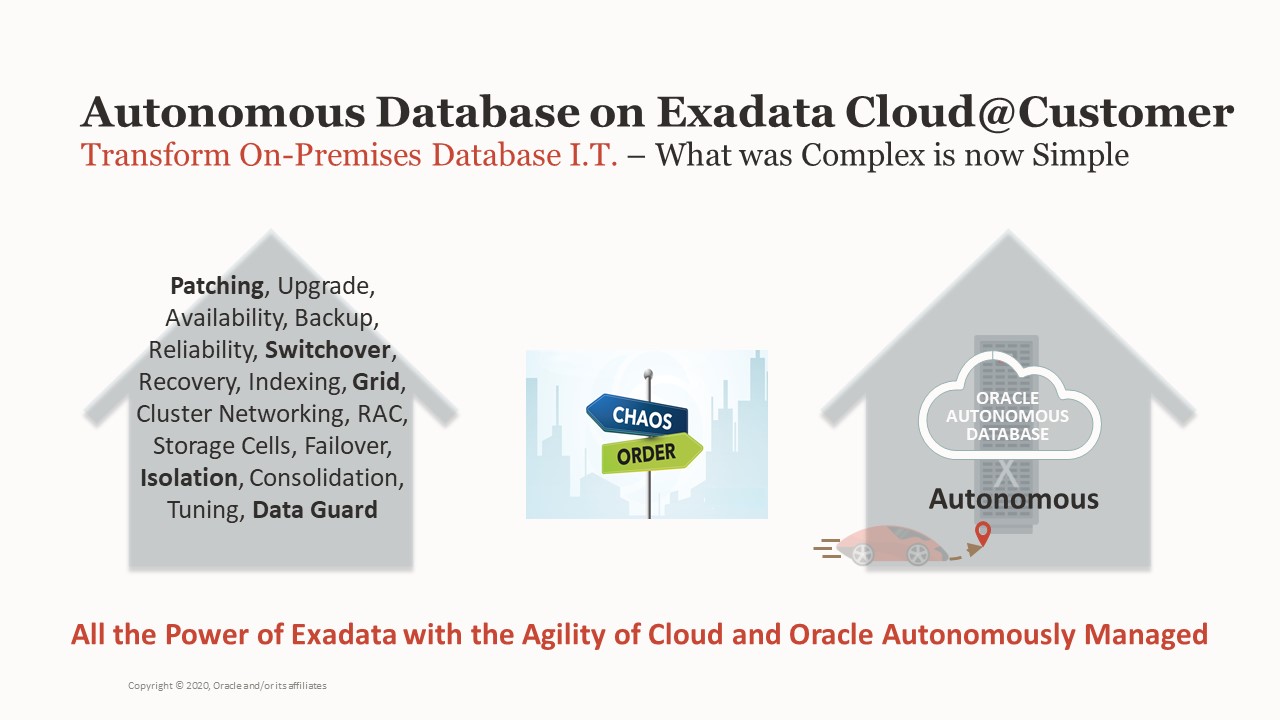 Autonomous Database on Exadata Cloud@Customer
Transform On-Premises Database I.T. – What was Complex is now Simple
Patching, Upgrade,
Availability, Backup,
Reliability, Switchover,
Recovery, Indexing, Grid,
Cluster Networking, RAC,
Storage Cells, Failover,
Isolation, Consolidation,
Tuning, Data Guard
CHAOS
ORDER
ORACLE
AUTONOMOUS
DATABASE
X
Autonomous
All the Power of Exadata with the Agility of Cloud and Oracle Autonomously Managed
Copyright © 2020, Oracle and/or its affiliates